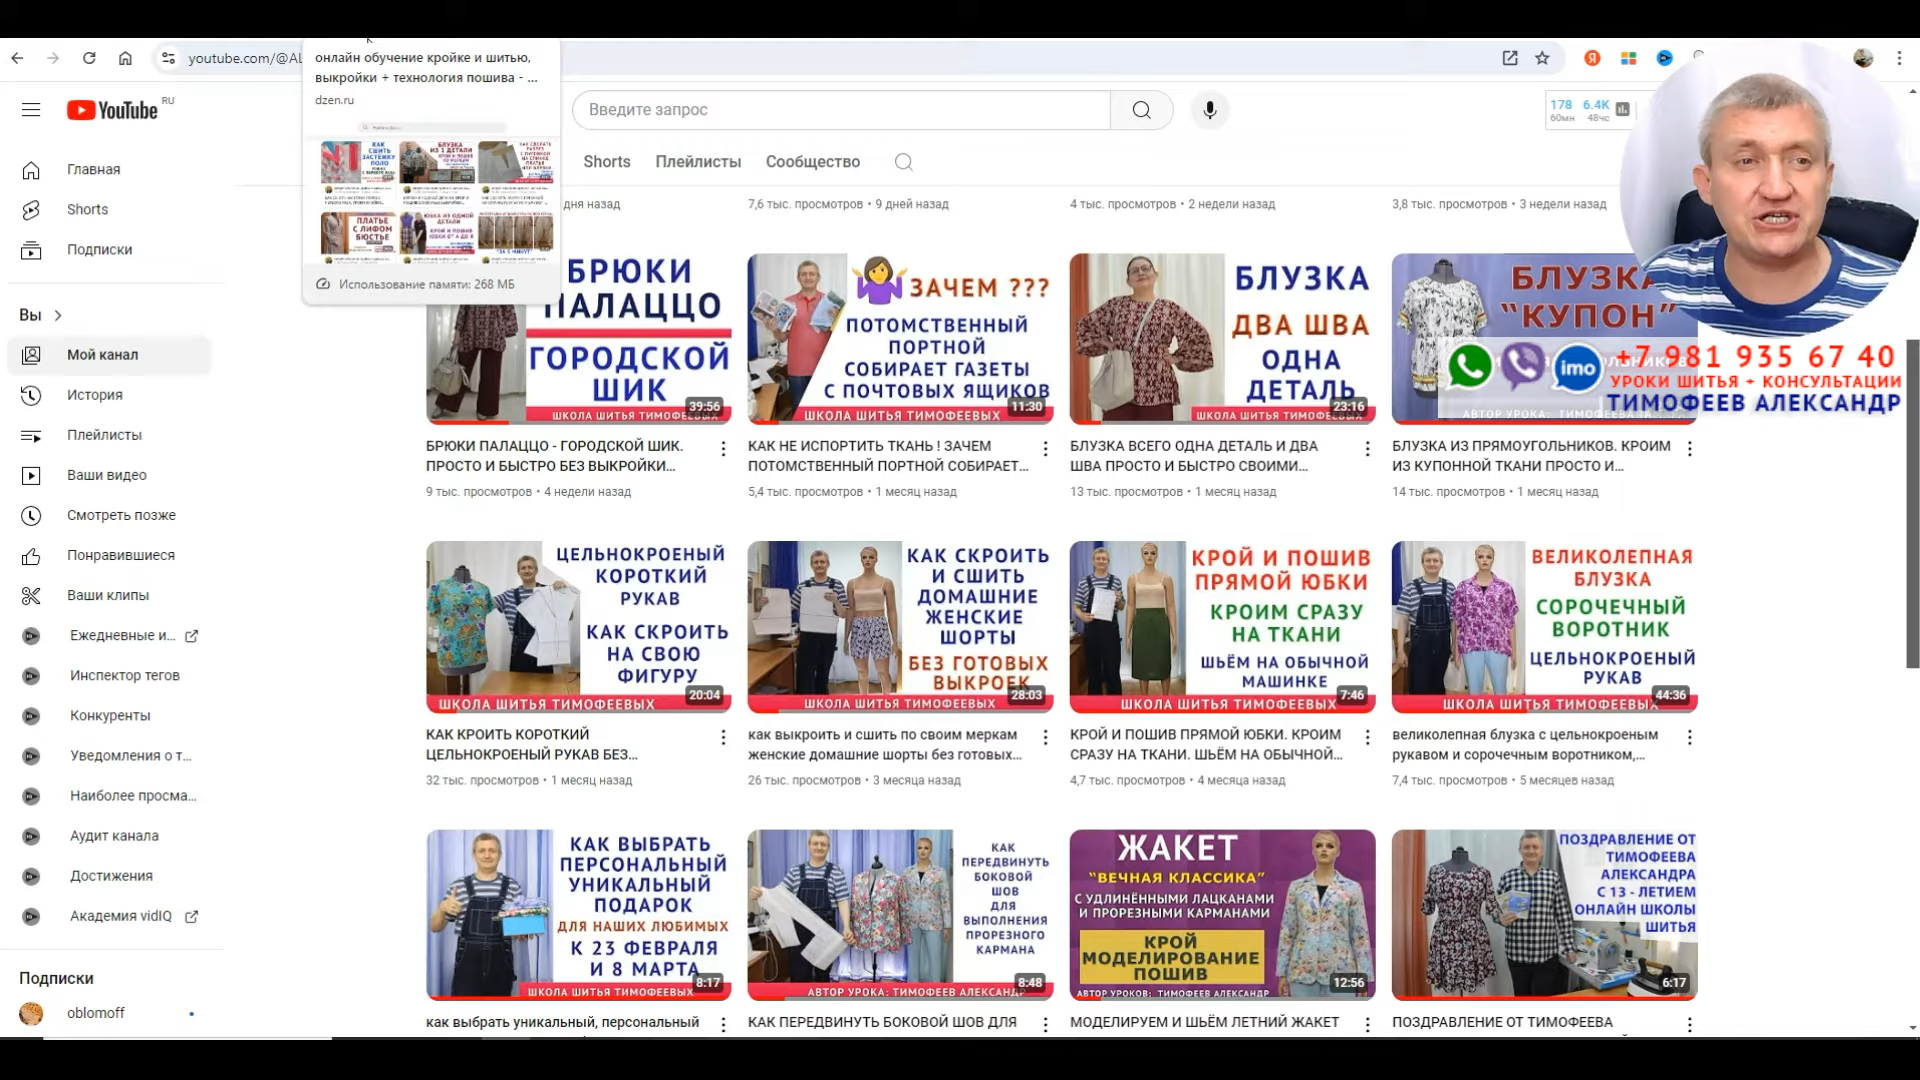 онлайн обучение кройке и шитью,
выкройки + технология пошива - ...
dzen.ru
Использование памяти: 268 МБ
youtube.com/@AL
YouTube
RU
Введите запрос
178 6.4K
60мн 48чс
Главная
Shorts
Подписки
Вы
Мой канал
История
Плейлисты
Ваши видео
Смотреть позже
Понравившиеся
Ваши клипы
Ежедневные и...
Инспектор тегов
Конкуренты
Уведомления о т...
Наиболее просма...
Аудит канала
Достижения
Академия vidIQ
Подписки
oblomoff
Shorts
Плейлисты
Сообщество
дня назад
7,6 тыс. просмотров • 9 дней назад
4 тыс. просмотров • 2 недели назад
3,8 тыс. просмотров • 3 недели назад
БРЮКИ
ПАЛАЦЦО
ГОРОДСКОЙ
ШИК
ШКОЛА ШИТЬЯ ТИМОФЕЕВЫХ
39:56
БРЮКИ ПАЛАЦЦО - ГОРОДСКОЙ ШИК.
ПРОСТО И БЫСТРО БЕЗ ВЫКРОЙКИ...
9 тыс. просмотров • 4 недели назад
ЗАЧЕМ ???
ПОТОМСТВЕННЫЙ
ПОРТНОЙ
СОБИРАЕТ ГАЗЕТЫ
С ПОЧТОВЫХ ЯЩИКОВ
ШКОЛА ШИТЬЯ ТИМОФЕЕВЫХ
11:30
КАК НЕ ИСПОРТИТЬ ТКАНЬ ! ЗАЧЕМ
ПОТОМСТВЕННЫЙ ПОРТНОЙ СОБИРАЕТ...
5,4 тыс. просмотров • 1 месяц назад
БЛУЗКА
ДВА ШВА
ОДНА
ДЕТАЛЬ
ШКОЛА ШИТЬЯ ТИМОФЕЕВЫХ
23:16
БЛУЗКА ВСЕГО ОДНА ДЕТАЛЬ И ДВА
ШВА ПРОСТО И БЫСТРО СВОИМИ...
13 тыс. просмотров • 1 месяц назад
БЛУЗКА
"КУПОН"
+7 981 935 67 40
imo
УРОКИ ШИТЬЯ + КОНСУЛЬТАЦИИ
ТИМОФЕЕВ АЛЕКСАНДР
БЛУЗКА ИЗ ПРЯМОУГОЛЬНИКОВ. КРОИМ
ИЗ КУПОННОЙ ТКАНИ ПРОСТО И...
14 тыс. просмотров • 1 месяц назад
ЦЕЛЬНОКРОЕНЫЙ
КОРОТКИЙ
РУКАВ
КАК СКРОИТЬ
НА СВОЮ
ФИГУРУ
ШКОЛА ШИТЬЯ ТИМОФЕЕВЫХ
20:04
КАК КРОИТЬ КОРОТКИЙ
ЦЕЛЬНОКРОЕНЫЙ РУКАВ БЕЗ...
32 тыс. просмотров • 1 месяц назад
КАК СКРОИТЬ
И СШИТЬ
ДОМАШНИЕ
ЖЕНСКИЕ
ШОРТЫ
БЕЗ ГОТОВЫХ
ВЫКРОЕК
ШКОЛА ШИТЬЯ ТИМОФЕЕВЫХ
28:03
как выкроить и сшить по своим меркам
женские домашние шорты без готовых...
26 тыс. просмотров • 3 месяца назад
КРОЙ И ПОШИВ
ПРЯМОЙ ЮБКИ
КРОИМ СРАЗУ
НА ТКАНИ
ШЬЁМ НА ОБЫЧНОЙ
МАШИНКЕ
ШКОЛА ШИТЬЯ ТИМОФЕЕВЫХ
7:46
КРОЙ И ПОШИВ ПРЯМОЙ ЮБКИ. КРОИМ
СРАЗУ НА ТКАНИ. ШЬЁМ НА ОБЫЧНОЙ...
4,7 тыс. просмотров • 4 месяца назад
ВЕЛИКОЛЕПНАЯ
БЛУЗКА
СОРОЧЕЧНЫЙ
ВОРОТНИК
ЦЕЛЬНОКРОЕНЫЙ
РУКАВ
ШКОЛА ШИТЬЯ ТИМОФЕЕВЫХ
44:36
великолепная блузка с цельнокроеным
рукавом и сорочечным воротником,...
7,4 тыс. просмотров • 5 месяцев назад
КАК ВЫБРАТЬ
ПЕРСОНАЛЬНЫЙ
УНИКАЛЬНЫЙ
ПОДАРОК
ДЛЯ НАШИХ ЛЮБИМЫХ
К 23 ФЕВРАЛЯ
И 8 МАРТА
ШКОЛА ШИТЬЯ ТИМОФЕЕВЫХ
8:17
как выбрать уникальный, персональный
КАК
ПЕРЕДВИНУТЬ
БОКОВОЙ
ШОВ
ДЛЯ
ВЫПОЛНЕНИЯ
ПРОРЕЗНОГО
КАРМАНА
АВТОР УРОКА: ТИМОФЕЕВ АЛЕКСАНДР
8:48
КАК ПЕРЕДВИНУТЬ БОКОВОЙ ШОВ ДЛЯ
ЖАКЕТ
"ВЕЧНАЯ КЛАССИКА"
С УДЛИНЁННЫМИ ЛАЦКАНАМИ
И ПРОРЕЗНЫМИ КАРМАНАМИ
КРОЙ
МОДЕЛИРОВАНИЕ
ПОШИВ
АВТОР УРОКОВ: ТИМОФЕЕВ АЛЕКСАНДР
12:56
МОДЕЛИРУЕМ И ШЬЁМ ЛЕТНИЙ ЖАКЕТ
ПОЗДРАВЛЕНИЕ ОТ
ТИМОФЕЕВА
АЛЕКСАНДРА
С 13 - ЛЕТИЕМ
ОНЛАЙН ШКОЛЫ
ШИТЬЯ
6:17
ПОЗДРАВЛЕНИЕ ОТ ТИМОФЕЕВА